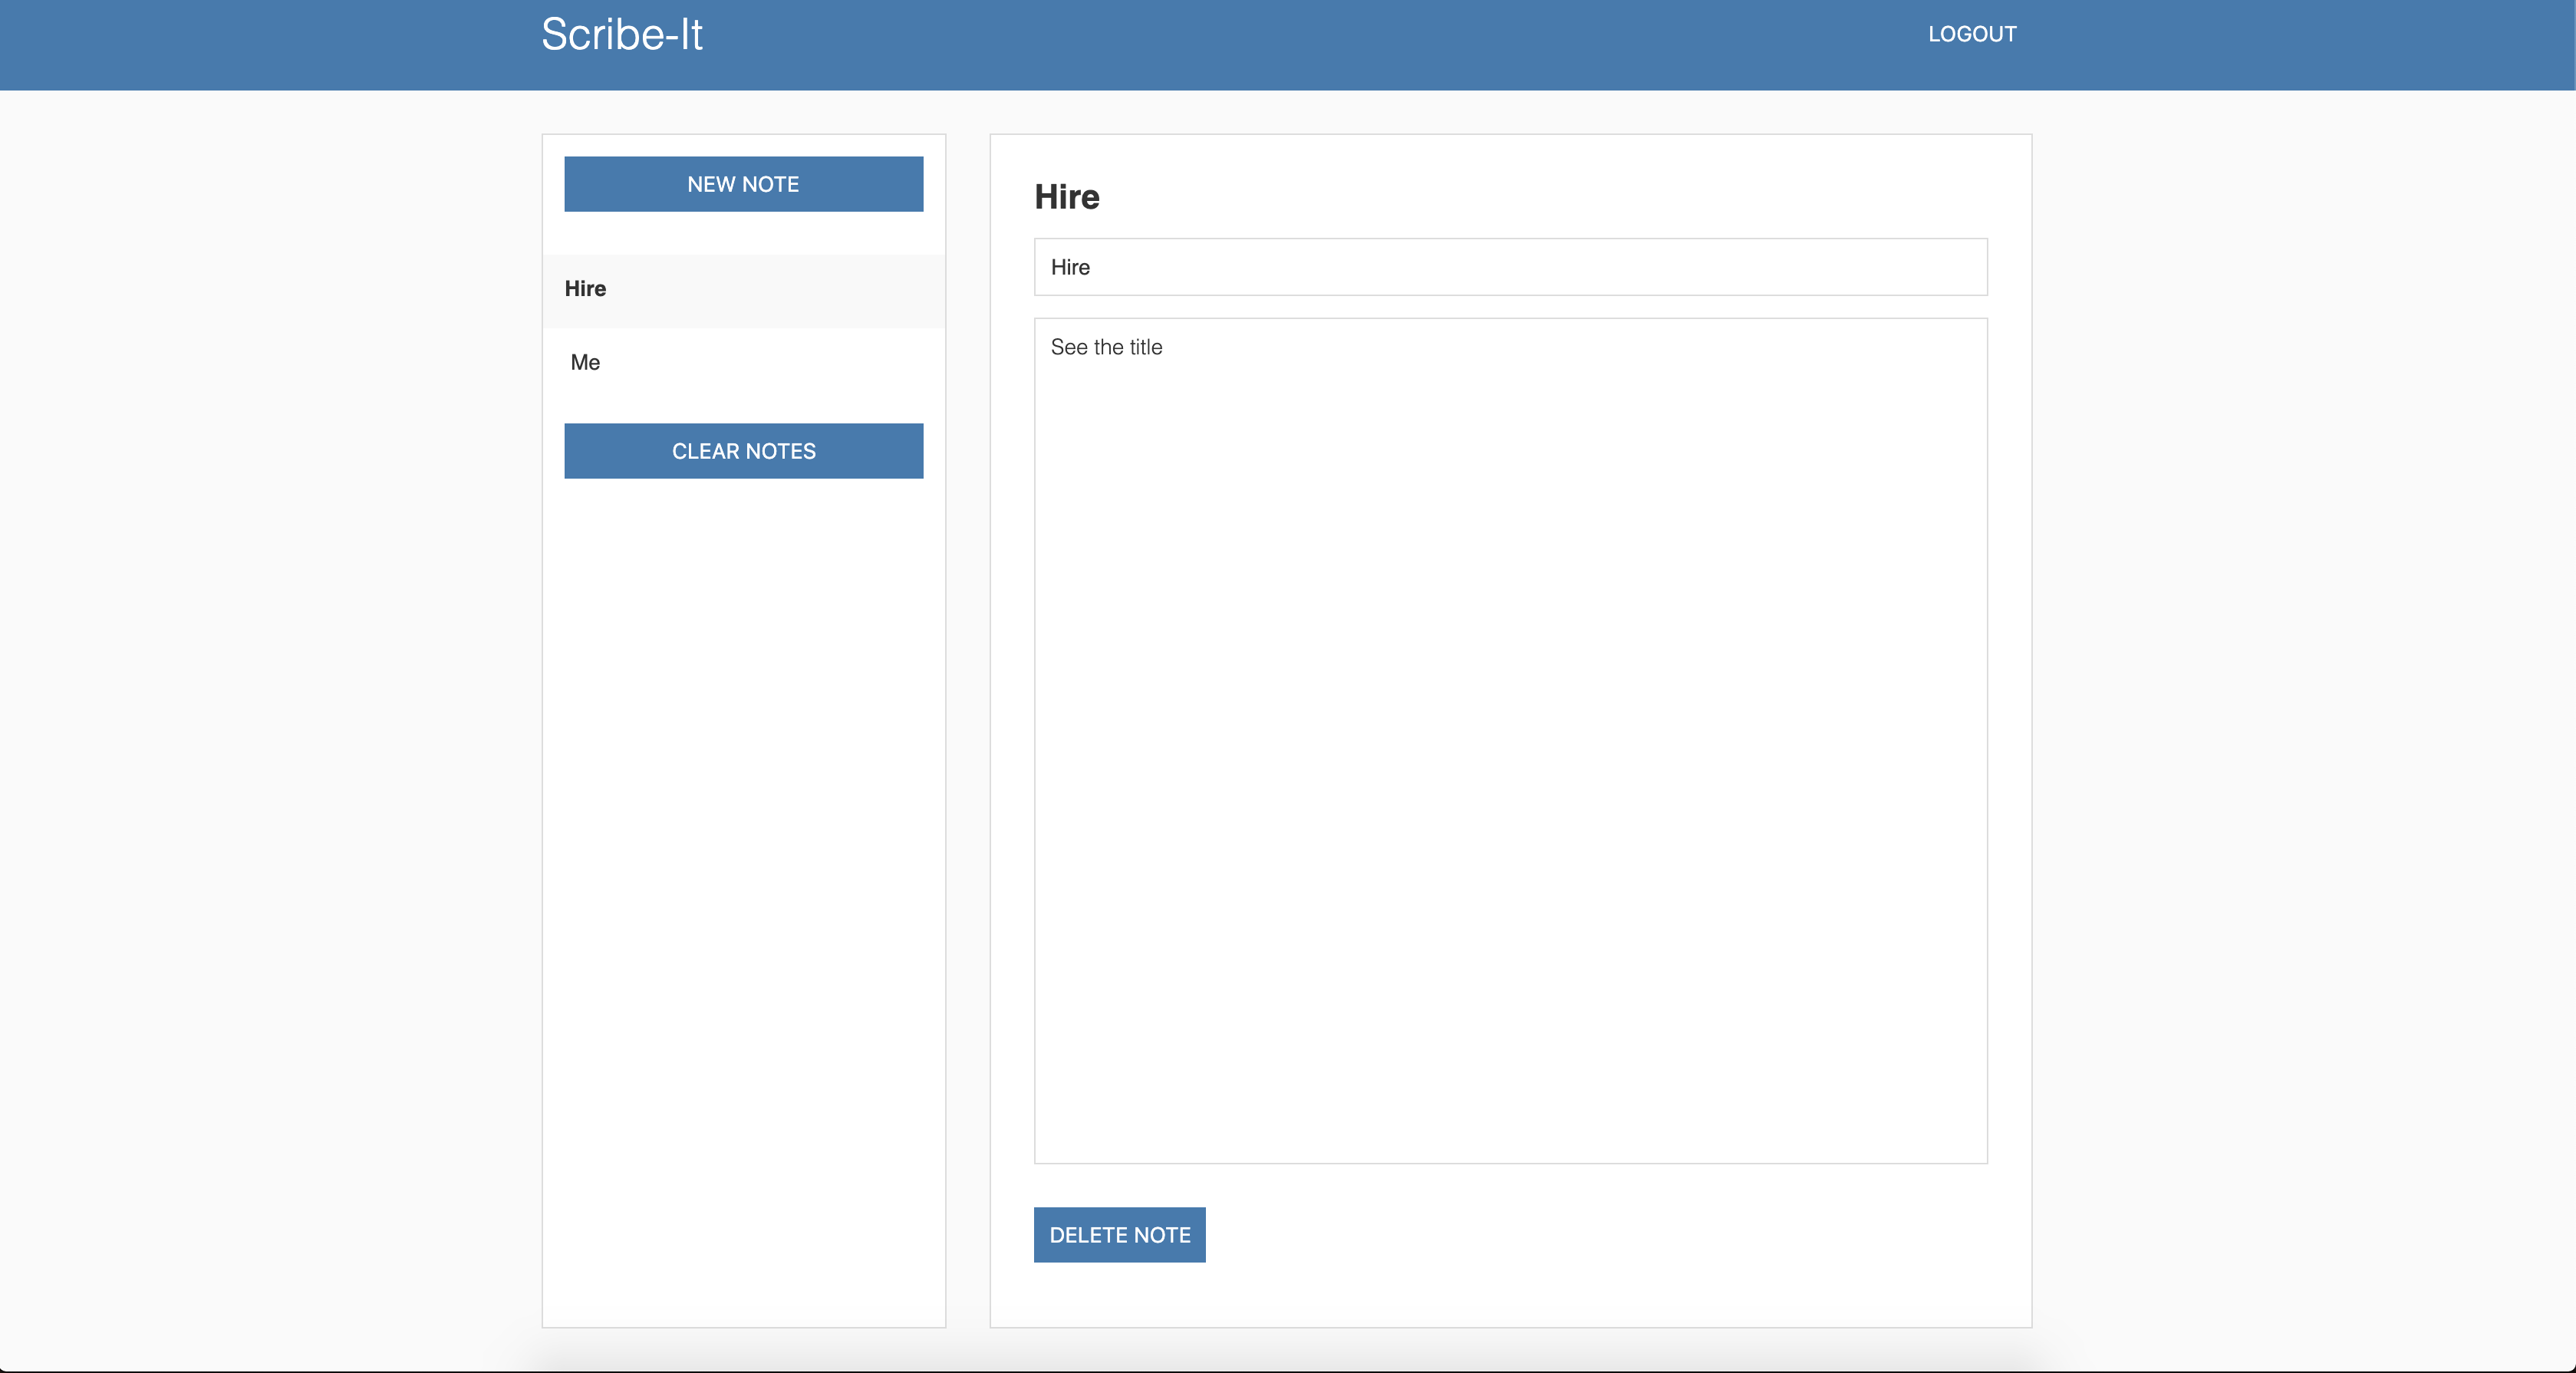 Scribe-It
LOGOUT
NEW NOTE
Hire
Me
CLEAR NOTES
Hire
Hire
See the title
DELETE NOTE